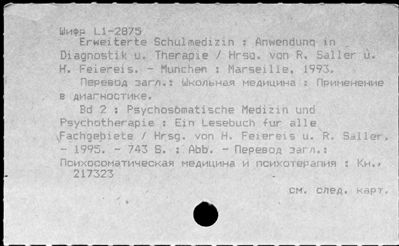 Шифр L1-2875
Erweiterte Schulmedizin : Anwendung in
Diagnostik u. Therapie / Hrsg. von R. Saller u.
H. Feiereis. - Munchen : Marseille, 1993.
Перевод загл.: Школьная медицина : Применение
в диагностике.
Bd 2 : Psychosomatische Medizin und
Psychotherapie : Ein Lesebuch fur alle
Fachgebiete / Hrsg. von H. Feiereis u. R. Saller.
- 1995. - 743 S. : Abb. - Перевод загл.:
Психосоматическая медицина и психотерапия : Кн..
217323
см. след. карт.